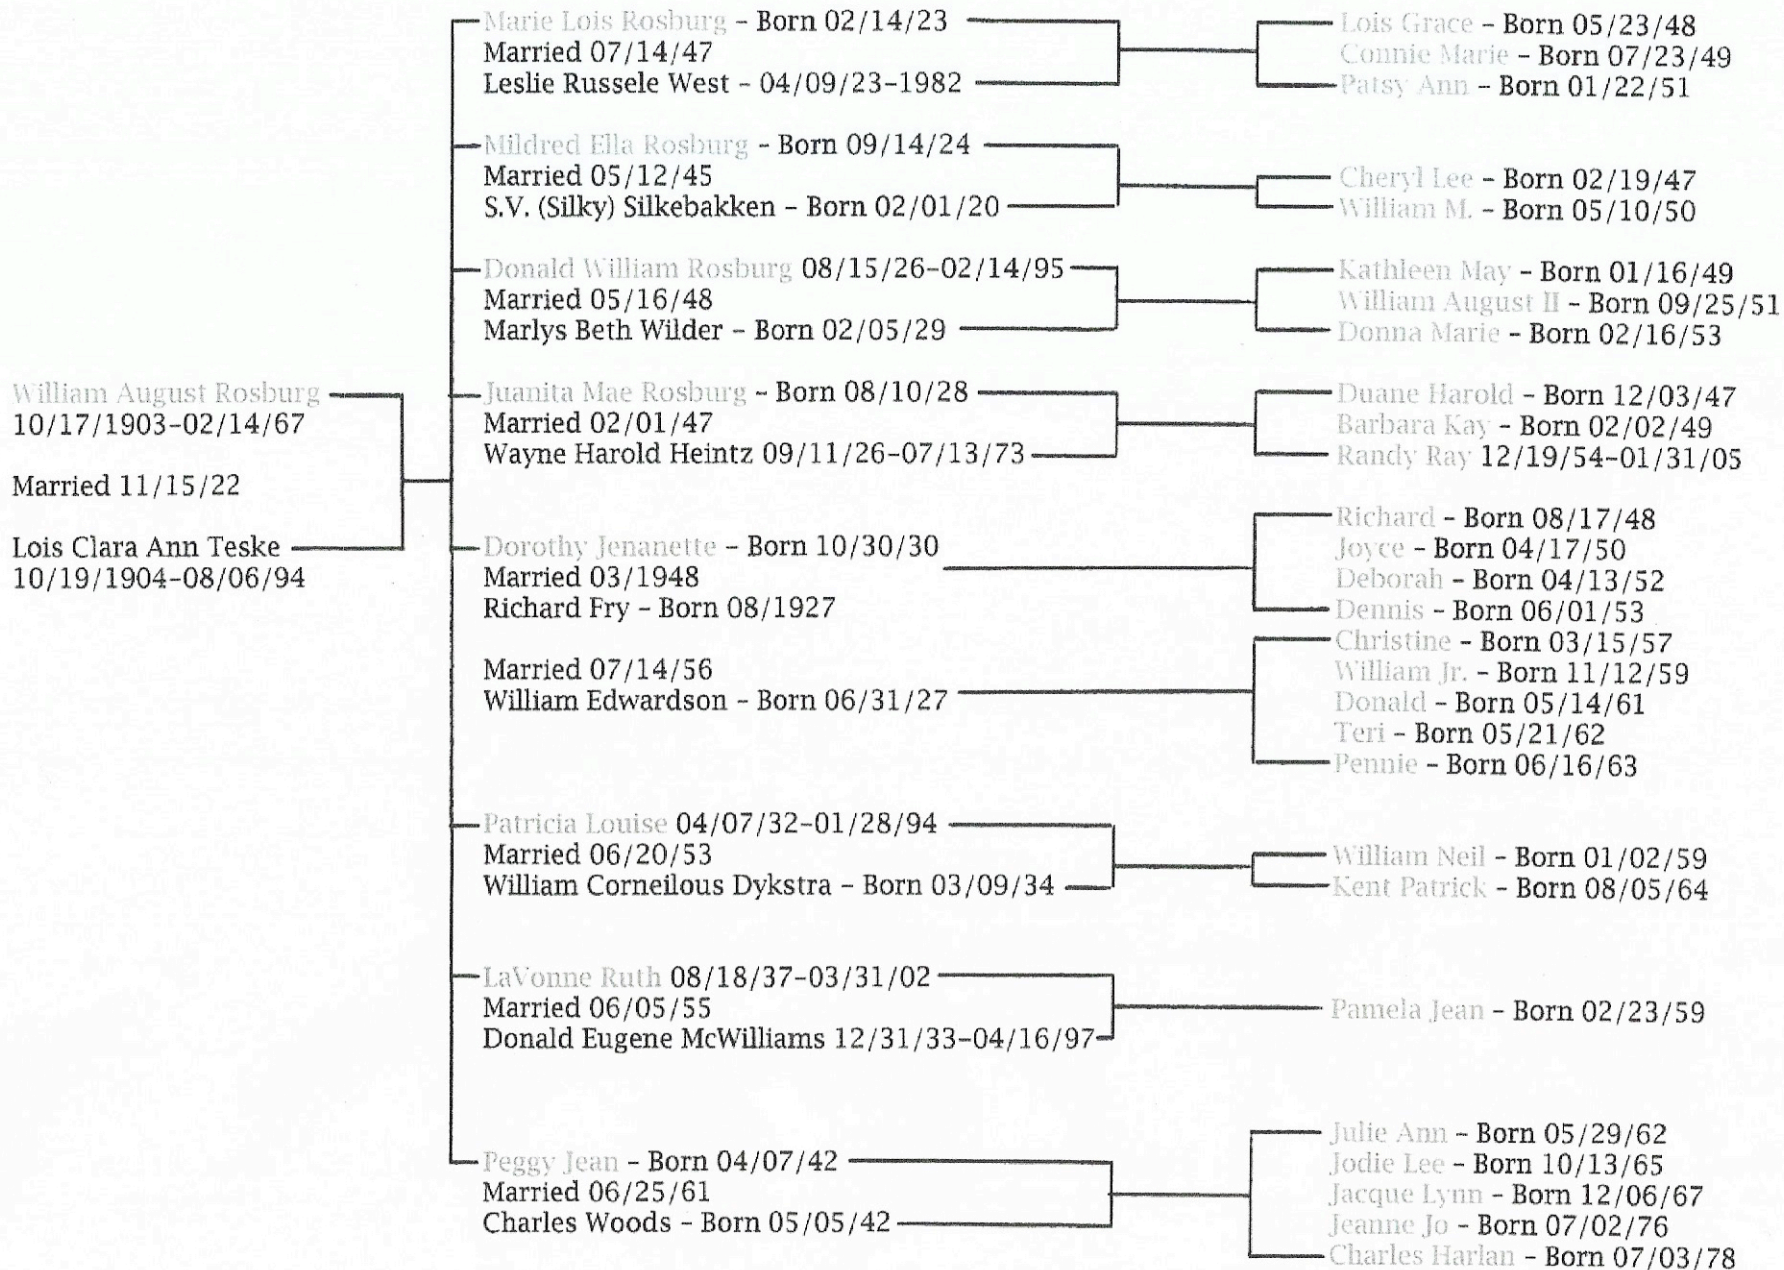 William August Rosburg
10/17/1903-02/14/67
Married 11/15/22
Lois Clara Ann Teske
10/19/1904-08/06/94
Marie Lois Rosburg - Born 02/14/23
Married 07/14/47
Leslie Russele West - 04/09/23-1982
Lois Grace - Born 05/23/48
Connie Marie - Born 07/23/49
Patsy Ann - Born 01/22/51
Mildred Ella Rosburg - Born 09/14/24
Married 05/12/45
S.V. (Silky) Silkebakken - Born 02/01/20
Cheryl Lee - Born 02/19/47
William M. - Born 05/10/50
Donald William Rosburg 08/15/26-02/14/95
Married 05/16/48
Marlys Beth Wilder - Born 02/05/29
Kathleen May - Born 01/16/49
William August II - Born 09/25/51
Donna Marie - Born 02/16/53
Juanita Mae Rosburg - Born 08/10/28
Married 02/01/47
Wayne Harold Heintz 09/11/26-07/13/73
Duane Harold - Born 12/03/47
Barbara Kay - Born 02/02/49
Randy Ray 12/19/54-01/31/05
Dorothy Jenanette - Born 10/30/30
Married 03/1948
Richard Fry - Born 08/1927
Richard - Born 08/17/48
Joyce - Born 04/17/50
Deborah - Born 04/13/52
Dennis - Born 06/01/53
Married 07/14/56
William Edwardson - Born 06/31/27
Christine - Born 03/15/57
William Jr. - Born 11/12/59
Donald - Born 05/14/61
Teri - Born 05/21/62
Pennie - Born 06/16/63
Patricia Louise 04/07/32-01/28/94
Married 06/20/53
William Corneilous Dykstra - Born 03/09/34
William Neil - Born 01/02/59
Kent Patrick - Born 08/05/64
LaVonne Ruth 08/18/37-03/31/02
Married 06/05/55
Donald Eugene McWilliams 12/31/33-04/16/97
Pamela Jean - Born 02/23/59
Peggy Jean - Born 04/07/42
Married 06/25/61
Charles Woods - Born 05/05/42
Julie Ann - Born 05/29/62
Jodie Lee - Born 10/13/65
Jacque Lynn - Born 12/06/67
Jeanne Jo - Born 07/02/76
Charles Harlan - Born 07/03/78